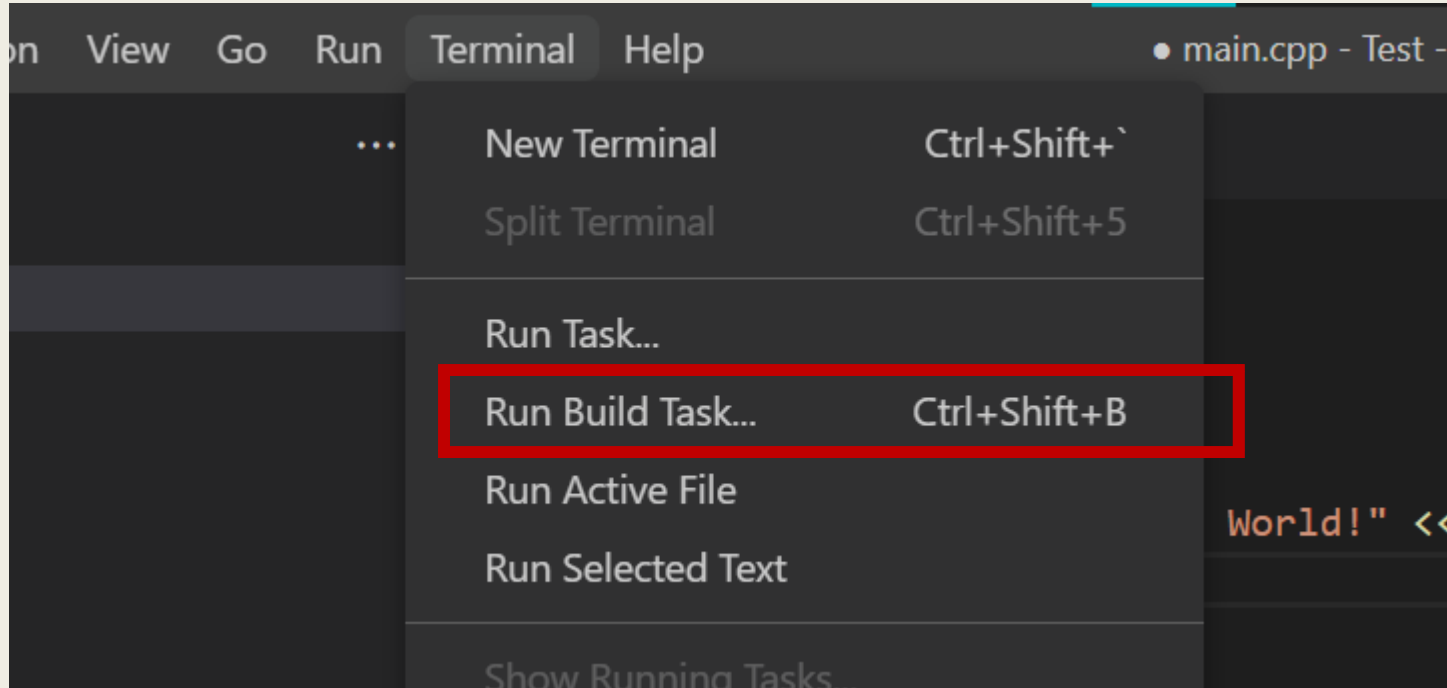 on View Go Run Terminal Help ● main.cpp - Test -
...
New Terminal Ctrl+Shift+`
Split Terminal Ctrl+Shift+5
Run Task...
Run Build Task... Ctrl+Shift+B
Run Active File
World!" <<
Run Selected Text
Show Running Tasks...